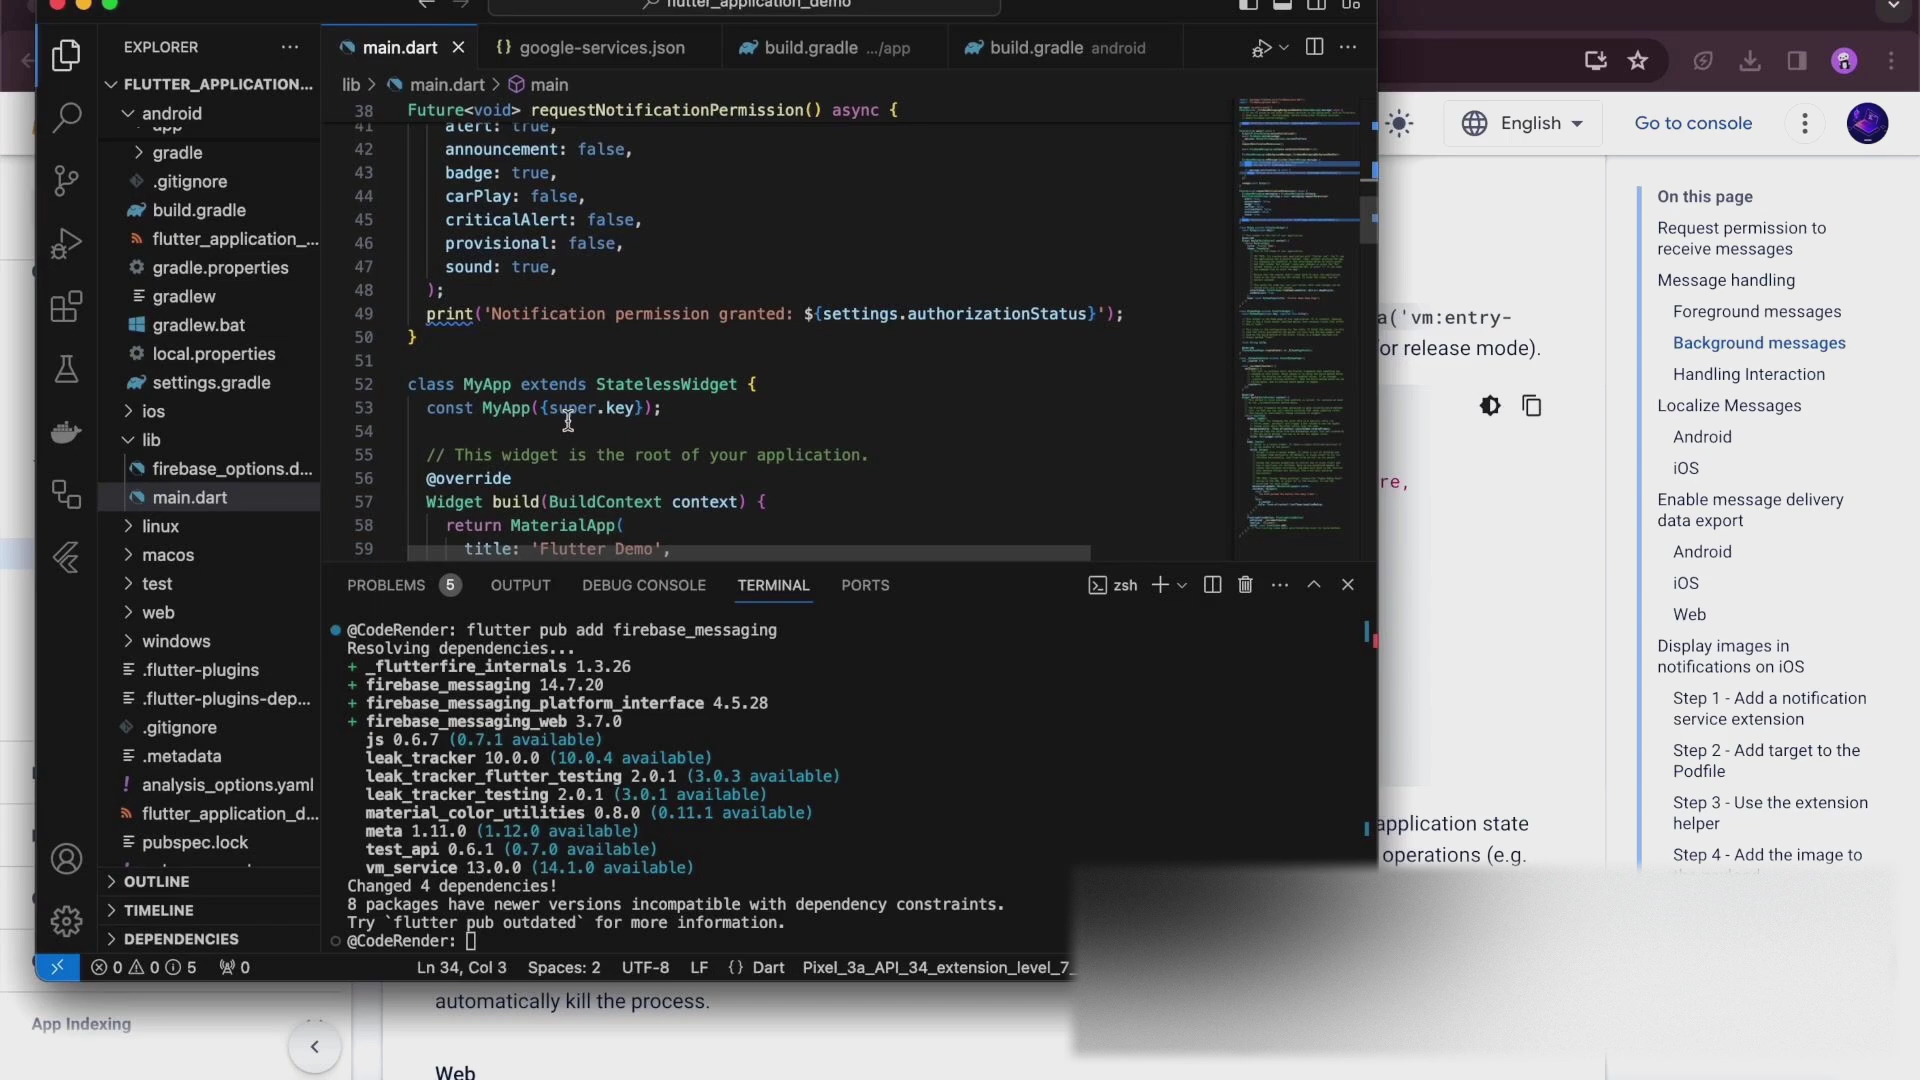 flutter_application_demo
EXPLORER
main.dart
google-services.json
build.gradle .../app
build.gradle android
FLUTTER_APPLICATION...
lib > main.dart > main
android
app
gradle
.gitignore
build.gradle
flutter_application_...
gradle.properties
gradlew
gradlew.bat
local.properties
settings.gradle
ios
lib
firebase_options.d...
main.dart
linux
macos
test
web
windows
.flutter-plugins
.flutter-plugins-dep...
.gitignore
.metadata
analysis_options.yaml
flutter_application_d...
pubspec.lock
OUTLINE
TIMELINE
DEPENDENCIES
38 Future<void> requestNotificationPermission() async {
41 alert: true,
42 announcement: false,
43 badge: true,
44 carPlay: false,
45 criticalAlert: false,
46 provisional: false,
47 sound: true,
48 );
49 print('Notification permission granted: ${settings.authorizationStatus}');
50 }
51
52 class MyApp extends StatelessWidget {
53 const MyApp({super.key});
54
55 // This widget is the root of your application.
56 @override
57 Widget build(BuildContext context) {
58 return MaterialApp(
59 title: 'Flutter Demo',
PROBLEMS 5 OUTPUT DEBUG CONSOLE TERMINAL PORTS
zsh
@CodeRender: flutter pub add firebase_messaging
Resolving dependencies...
+ _flutterfire_internals 1.3.26
+ firebase_messaging 14.7.20
+ firebase_messaging_platform_interface 4.5.28
+ firebase_messaging_web 3.7.0
js 0.6.7 (0.7.1 available)
leak_tracker 10.0.0 (10.0.4 available)
leak_tracker_flutter_testing 2.0.1 (3.0.3 available)
leak_tracker_testing 2.0.1 (3.0.1 available)
material_color_utilities 0.8.0 (0.11.1 available)
meta 1.11.0 (1.12.0 available)
test_api 0.6.1 (0.7.0 available)
vm_service 13.0.0 (14.1.0 available)
Changed 4 dependencies!
8 packages have newer versions incompatible with dependency constraints.
Try `flutter pub outdated` for more information.
@CodeRender:
0 0 5 0
Ln 34, Col 3 Spaces: 2 UTF-8 LF {} Dart Pixel_3a_API_34_extension_level_7_
English
Go to console
a('vm:entry-
or release mode).
re,
application state
operations (e.g.
automatically kill the process.
Web
App Indexing
On this page
Request permission to
receive messages
Message handling
Foreground messages
Background messages
Handling Interaction
Localize Messages
Android
iOS
Enable message delivery
data export
Android
iOS
Web
Display images in
notifications on iOS
Step 1 - Add a notification
service extension
Step 2 - Add target to the
Podfile
Step 3 - Use the extension
helper
Step 4 - Add the image to